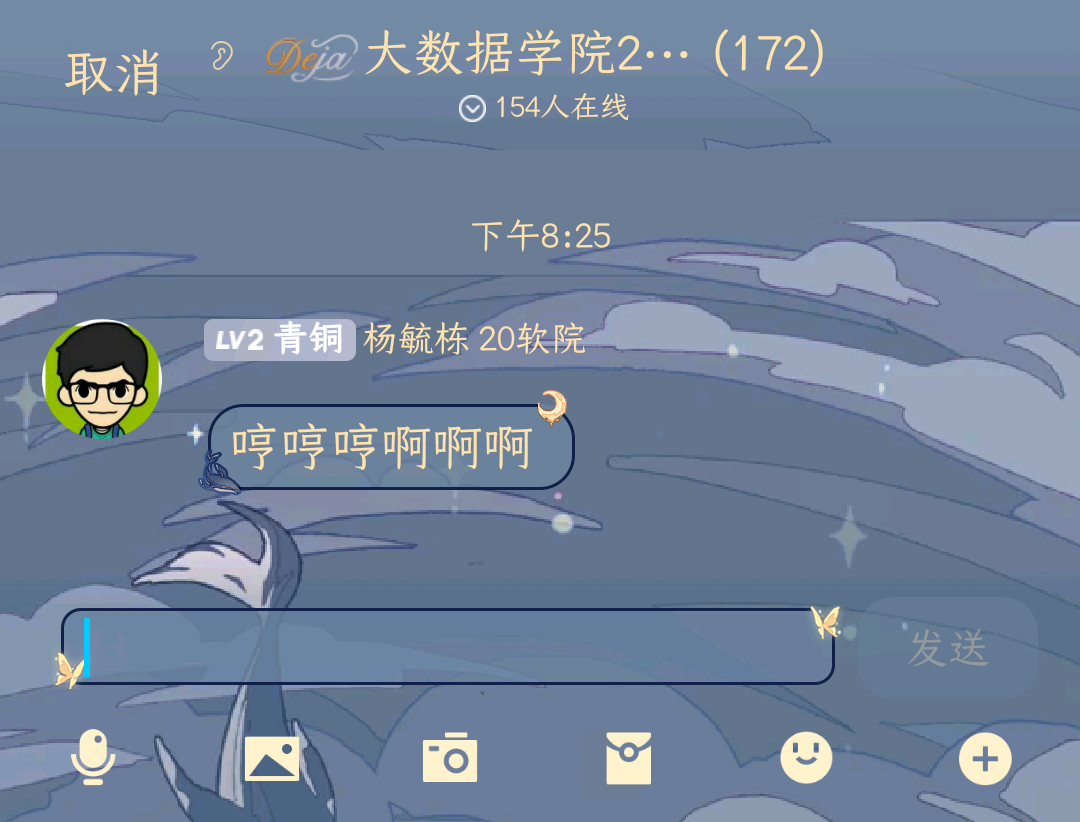 取消
Deja 大数据学院2… (172)
154人在线
下午8:25
LV2 青铜 杨毓栋 20软院
哼哼哼啊啊啊
发送